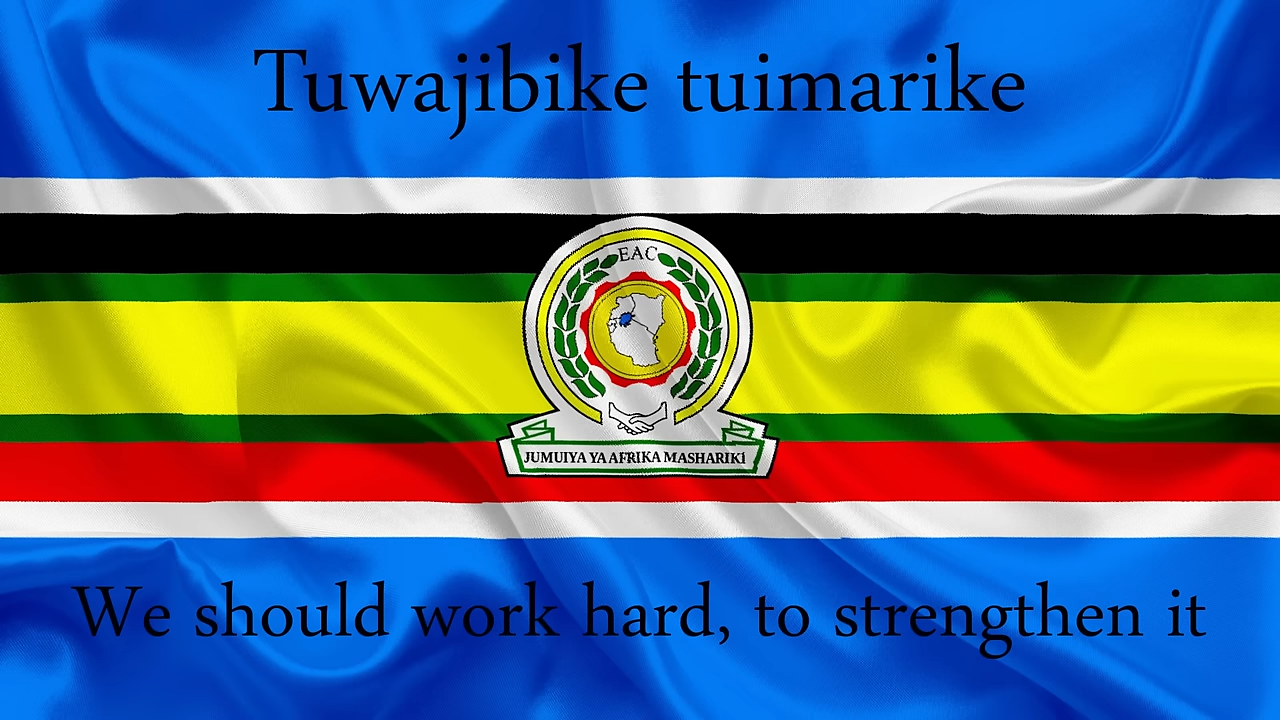 Tuwajibike tuimarike
EAC
JUMUIYA YA AFRIKA MASHARIKI
We should work hard, to strengthen it